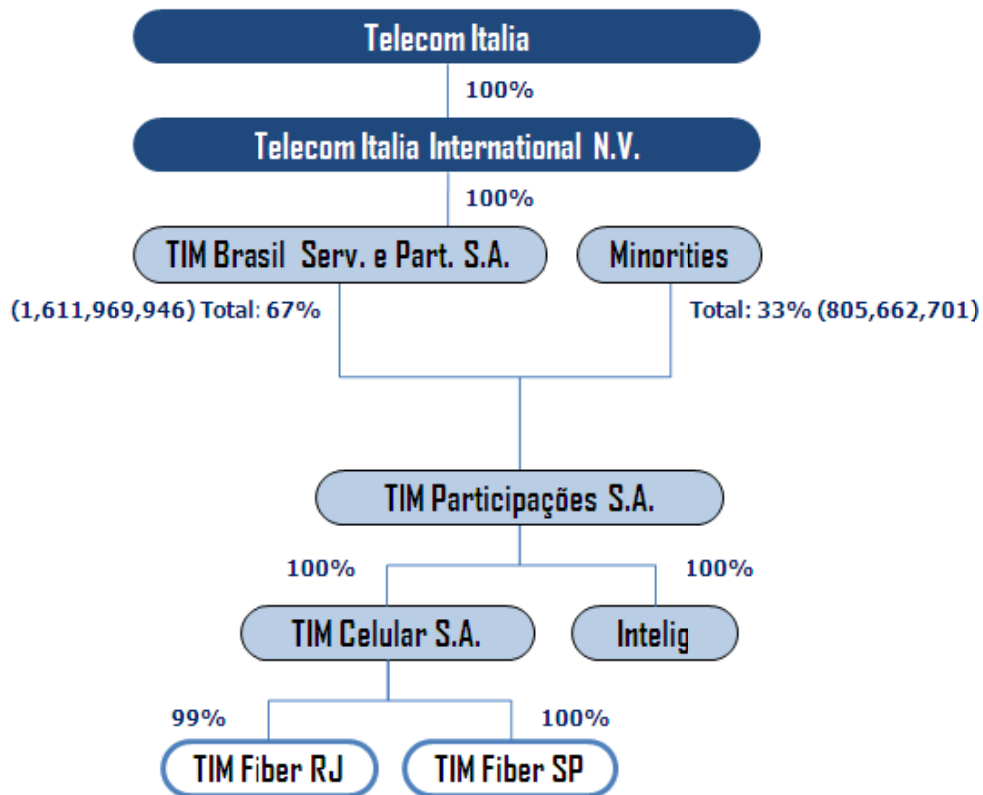 Telecom Italia
100%
Telecom Italia International N.V.
100%
TIM Brasil Serv. e Part. S.A.
Minorities
(1,611,969,946) Total: 67%
Total: 33% (805,662,701)
TIM Participações S.A.
100%
100%
TIM Celular S.A.
Intelig
99%
100%
TIM Fiber RJ
TIM Fiber SP